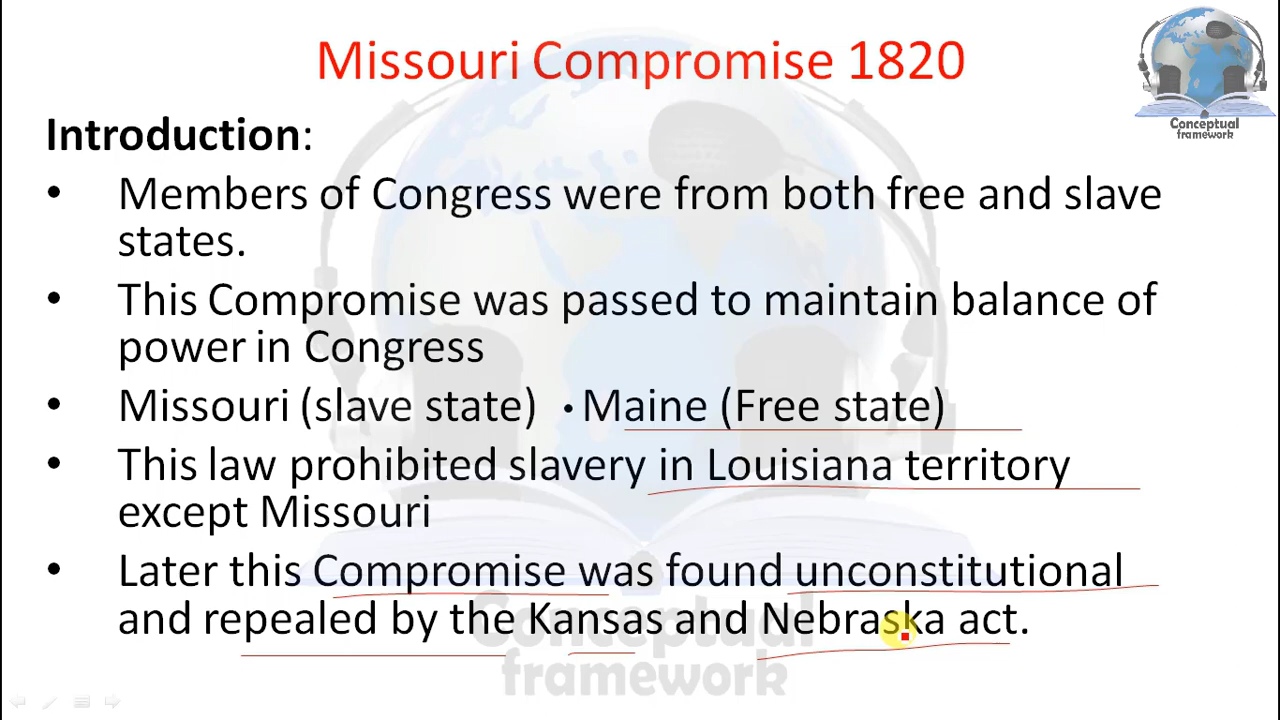 Missouri Compromise 1820
Conceptual
framework
Introduction:
• Members of Congress were from both free and slave
states.
• This Compromise was passed to maintain balance of
power in Congress
• Missouri (slave state) • Maine (Free state)
• This law prohibited slavery in Louisiana territory
except Missouri
• Later this Compromise was found unconstitutional
and repealed by the Kansas and Nebraska act.
Conceptual
framework